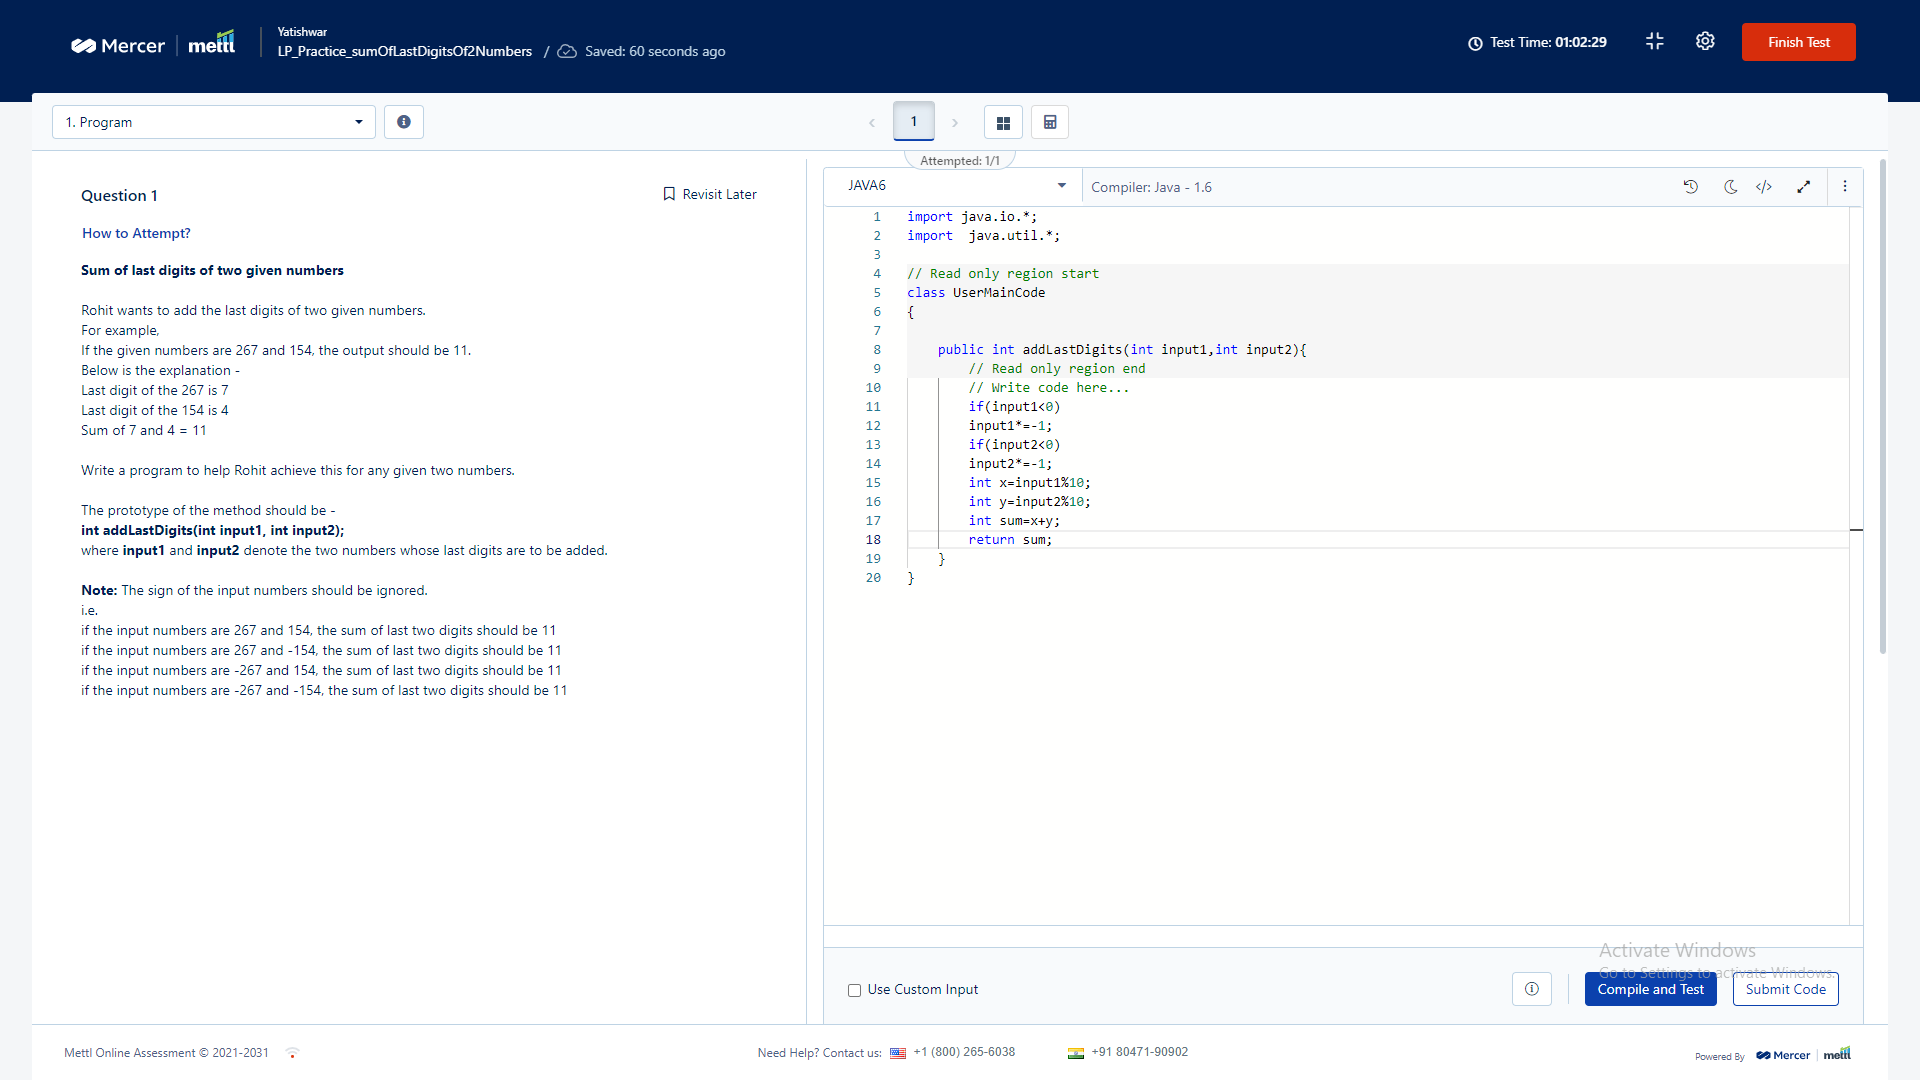 Mercer mettl
Yatishwar
LP_Practice_sumOfLastDigitsOf2Numbers / Saved: 60 seconds ago
Test Time: 01:02:29
Finish Test
1. Program
1
Attempted: 1/1
Question 1
Revisit Later
How to Attempt?
Sum of last digits of two given numbers
Rohit wants to add the last digits of two given numbers.
For example,
If the given numbers are 267 and 154, the output should be 11.
Below is the explanation -
Last digit of the 267 is 7
Last digit of the 154 is 4
Sum of 7 and 4 = 11
Write a program to help Rohit achieve this for any given two numbers.
The prototype of the method should be -
int addLastDigits(int input1, int input2);
where input1 and input2 denote the two numbers whose last digits are to be added.
Note: The sign of the input numbers should be ignored.
i.e.
if the input numbers are 267 and 154, the sum of last two digits should be 11
if the input numbers are 267 and -154, the sum of last two digits should be 11
if the input numbers are -267 and 154, the sum of last two digits should be 11
if the input numbers are -267 and -154, the sum of last two digits should be 11
JAVA6
Compiler: Java - 1.6
1 import java.io.*;
2 import  java.util.*;
3
4 // Read only region start
5 class UserMainCode
6 {
7
8     public int addLastDigits(int input1,int input2){
9         // Read only region end
10         // Write code here...
11         if(input1<0)
12         input1*=-1;
13         if(input2<0)
14         input2*=-1;
15         int x=input1%10;
16         int y=input2%10;
17         int sum=x+y;
18         return sum;
19     }
20 }
Activate Windows
Go to Settings to activate Windows.
Use Custom Input
Compile and Test
Submit Code
Mettl Online Assessment © 2021-2031
Need Help? Contact us: +1 (800) 265-6038
+91 80471-90902
Powered By Mercer mettl